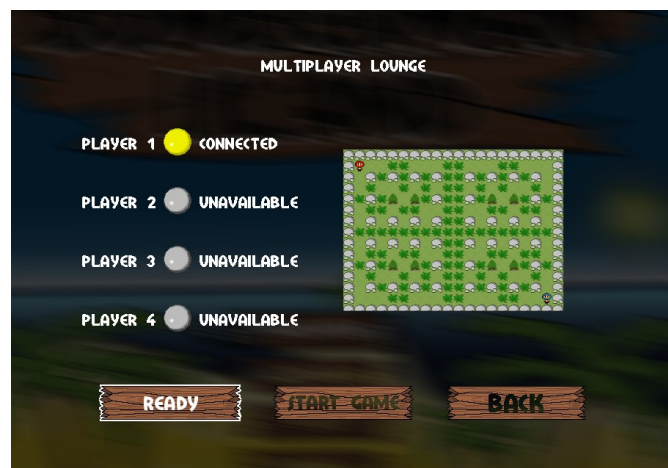 MULTIPLAYER LOUNGE
PLAYER 1 CONNECTED
PLAYER 2 UNAVAILABLE
PLAYER 3 UNAVAILABLE
PLAYER 4 UNAVAILABLE
READY START GAME BACK